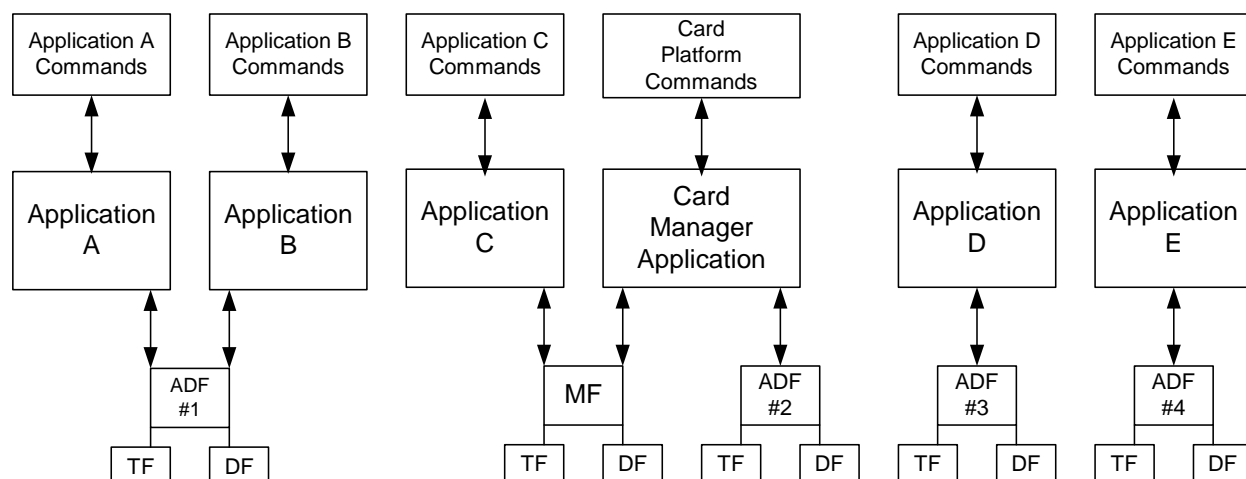 Application A
Commands
Application B
Commands
Application C
Commands
Card
Platform
Commands
Application D
Commands
Application E
Commands
Application
A
Application
B
Application
C
Card
Manager
Application
Application
D
Application
E
ADF
#1
MF
ADF
#2
ADF
#3
ADF
#4
TF
DF
TF
DF
TF
DF
TF
DF
TF
DF